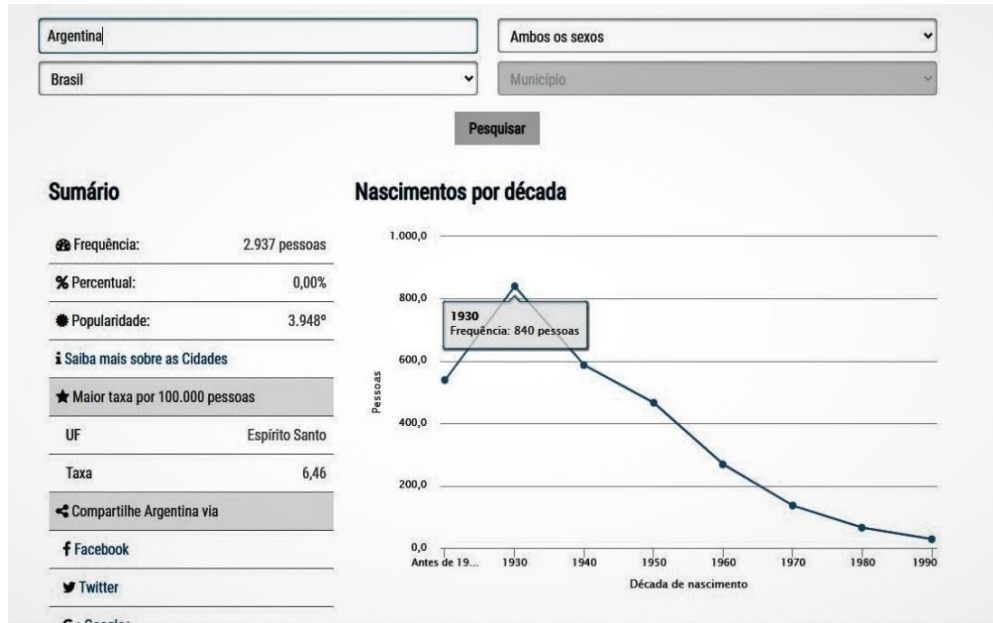 Argentina
Ambos os sexos
Brasil
Município
Pesquisar
Sumário
Frequência: 2.937 pessoas
Percentual: 0,00%
Popularidade: 3.948º
Saiba mais sobre as Cidades
Maior taxa por 100.000 pessoas
UF Espírito Santo
Taxa 6,46
Compartilhe Argentina via
Facebook
Twitter
Nascimentos por década
1.000,0
800,0
600,0
400,0
200,0
0,0
Pessoas
1930
Frequência: 840 pessoas
Antes de 19... 1930 1940 1950 1960 1970 1980 1990
Década de nascimento